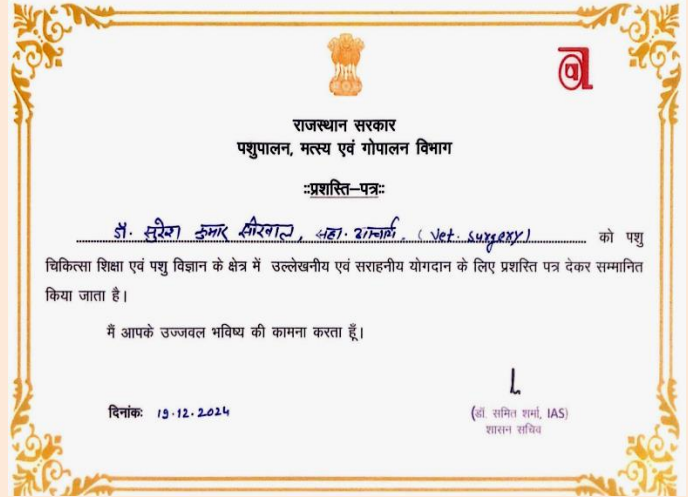 राजस्थान सरकार
पशुपालन, मत्स्य एवं गोपालन विभाग
::प्रशस्ति–पत्र::
डॉ. सुरेश कुमार झीरवाल, सहा. आचार्य, (Vet. Surgery) को पशु
चिकित्सा शिक्षा एवं पशु विज्ञान के क्षेत्र में उल्लेखनीय एवं सराहनीय योगदान के लिए प्रशस्ति पत्र देकर सम्मानित
किया जाता है।
मैं आपके उज्जवल भविष्य की कामना करता हूँ।
दिनांकः 19.12.2024
(डॉ. समित शर्मा, IAS)
शासन सचिव